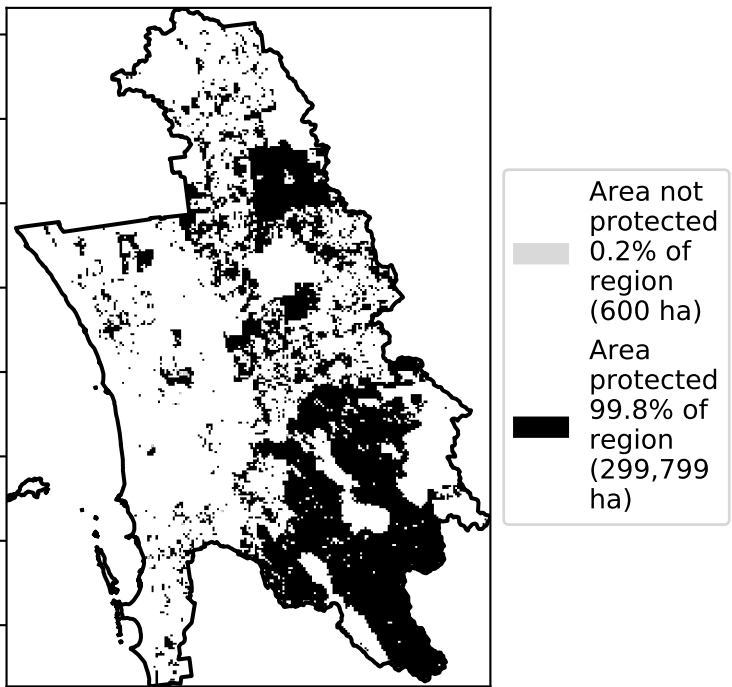 Area not
protected
0.2% of
region
(600 ha)
Area
protected
99.8% of
region
(299,799
ha)